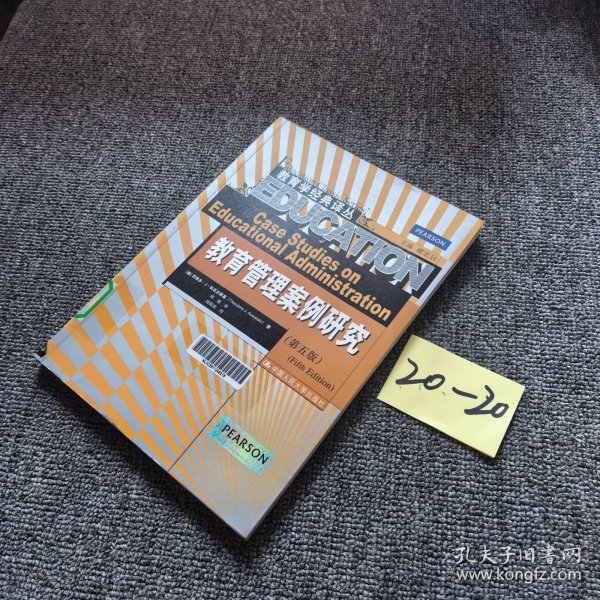 教育学经典译丛
EDUCATION
PEARSON
Case Studies on
Educational Administration
教育管理案例研究
(第五版)
(Fifth Edition)
中国人民大学出版社
PEARSON
20-20
孔夫子旧书网
www.kongfz.com